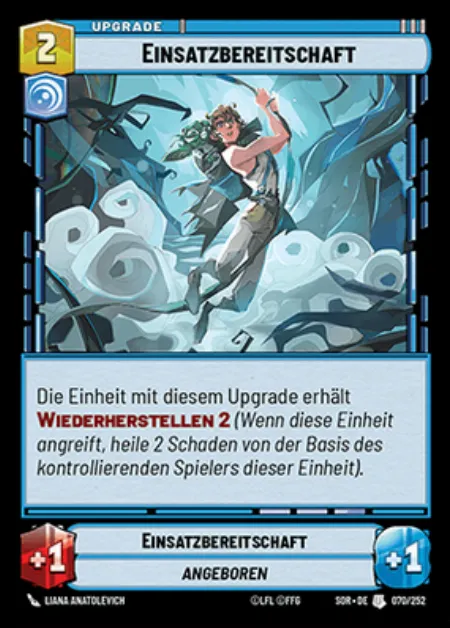 UPGRADE
2
EINSATZBEREITSCHAFT
Die Einheit mit diesem Upgrade erhält
WIEDERHERSTELLEN 2 (Wenn diese Einheit
angreift, heile 2 Schaden von der Basis des
kontrollierenden Spielers dieser Einheit).
+1
EINSATZBEREITSCHAFT
+1
ANGEBOREN
LIANA ANATOLEVICH ©LFL ©FFG SOR • DE 070/252